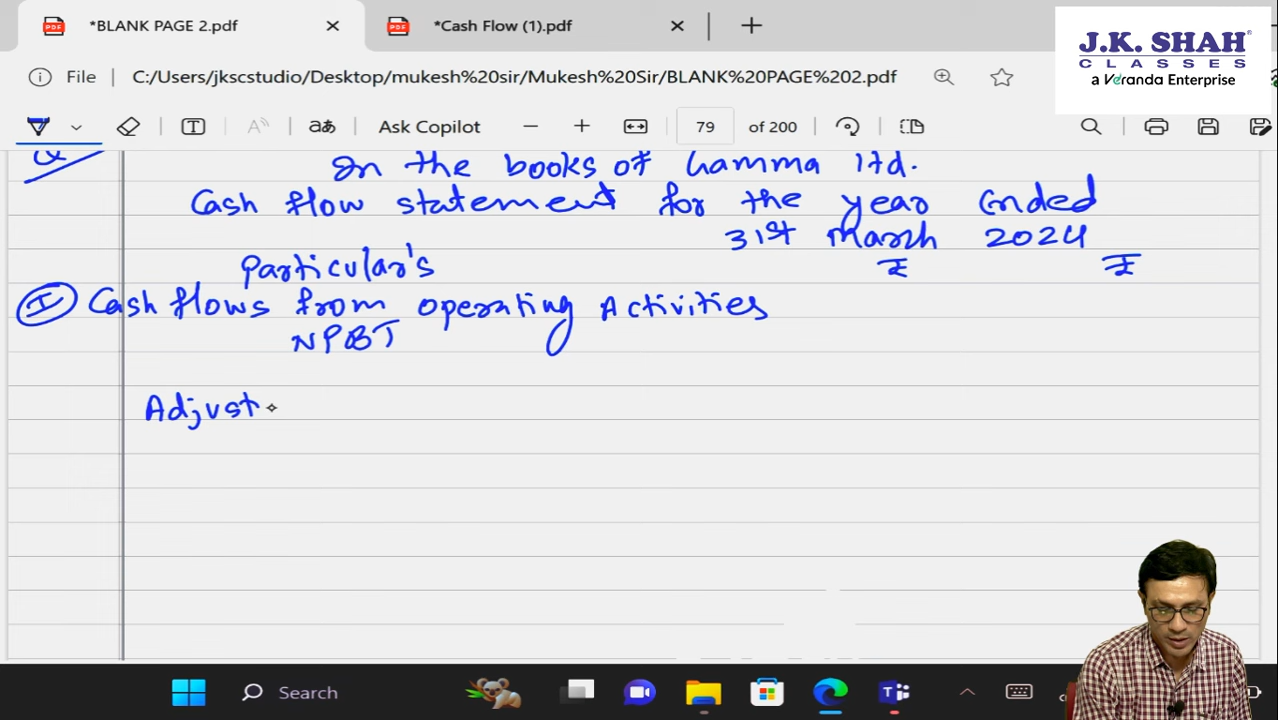 *BLANK PAGE 2.pdf
*Cash Flow (1).pdf
J.K. SHAH®
CLASSES
a Veranda Enterprise
File C:/Users/jkscstudio/Desktop/mukesh%20sir/Mukesh%20Sir/BLANK%20PAGE%202.pdf
aあ Ask Copilot 79 of 200
In the books of Gamma ltd.
Cash flow statement for the year Ended
31st March 2024
Particular's ₹ ₹
I Cash flows from operating Activities
NPBT
Adjust
Search